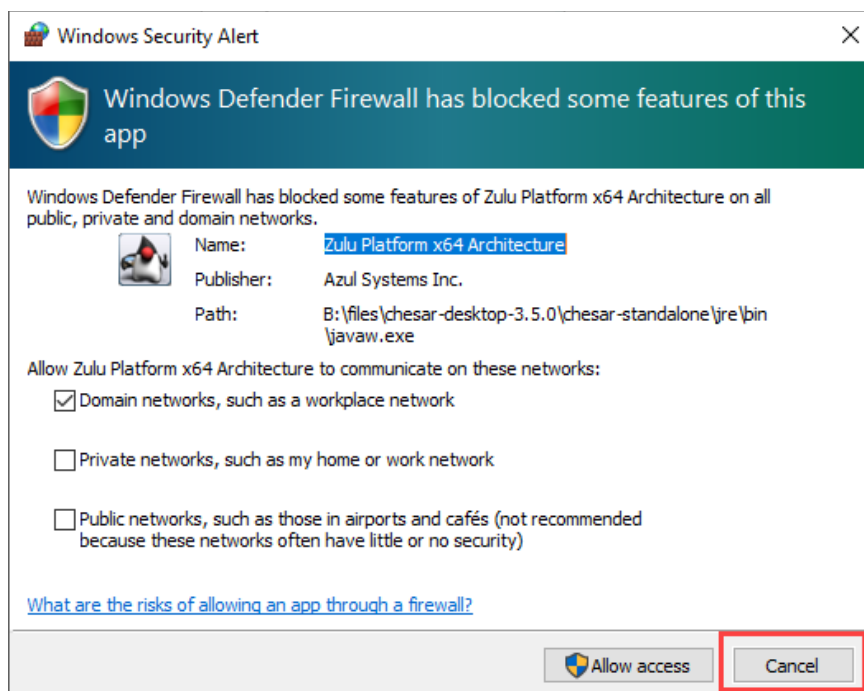 Windows Security Alert
Windows Defender Firewall has blocked some features of this
app
Windows Defender Firewall has blocked some features of Zulu Platform x64 Architecture on all
public, private and domain networks.
Name: Zulu Platform x64 Architecture
Publisher: Azul Systems Inc.
Path: B:\files\chesar-desktop-3.5.0\chesar-standalone\jre\bin
\javaw.exe
Allow Zulu Platform x64 Architecture to communicate on these networks:
Domain networks, such as a workplace network
Private networks, such as my home or work network
Public networks, such as those in airports and cafés (not recommended
because these networks often have little or no security)
What are the risks of allowing an app through a firewall?
Allow access Cancel